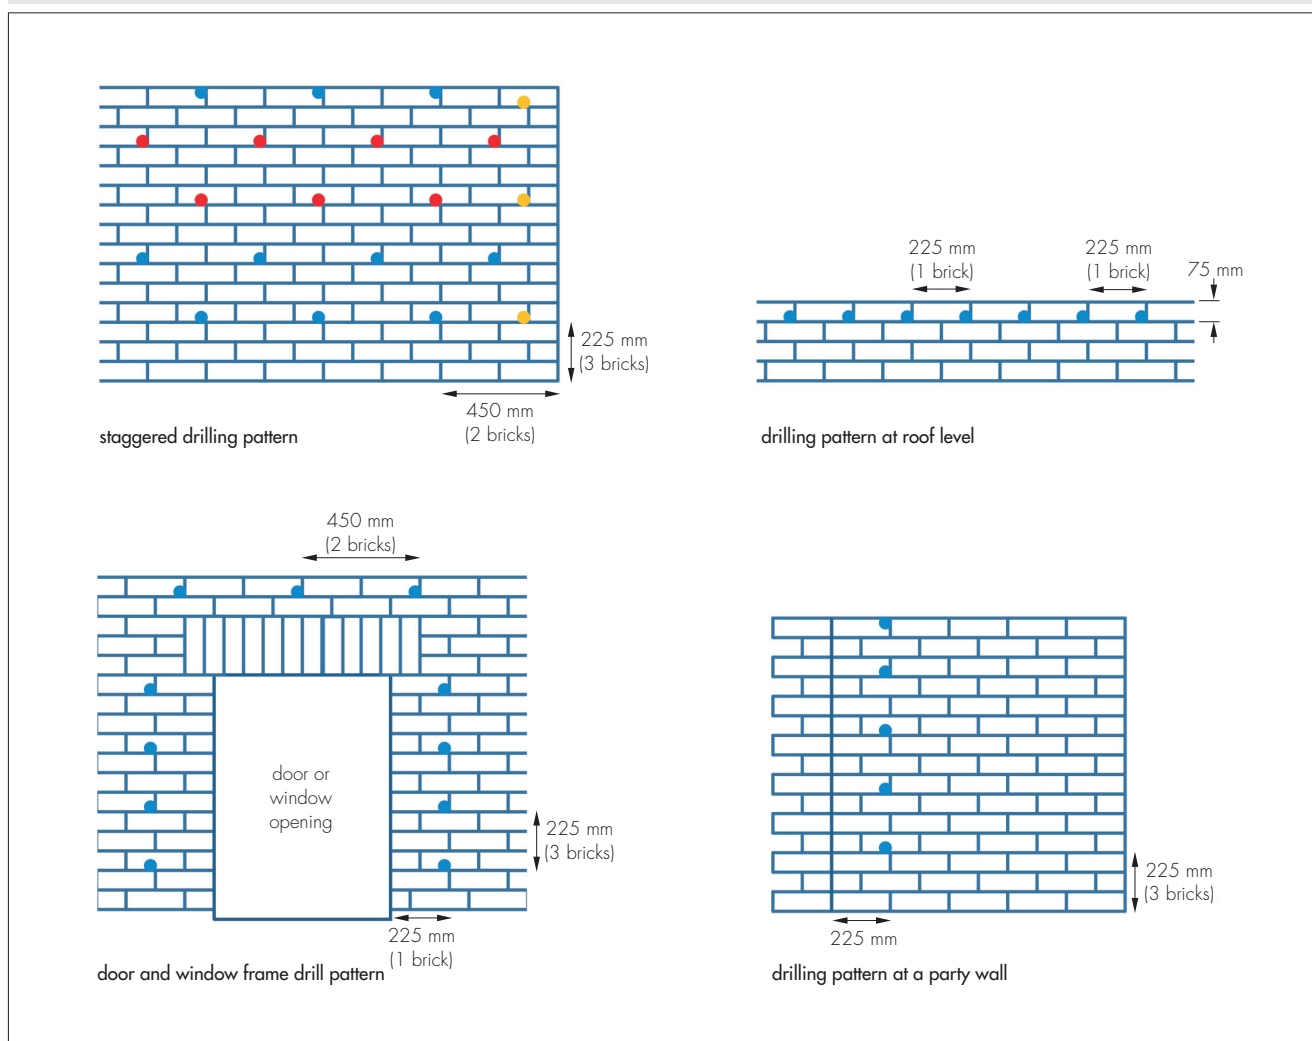 225 mm
(3 bricks)
450 mm
(2 bricks)
staggered drilling pattern
225 mm
(1 brick)
225 mm
(1 brick)
75 mm
drilling pattern at roof level
450 mm
(2 bricks)
door or
window
opening
225 mm
(3 bricks)
225 mm
(1 brick)
door and window frame drill pattern
225 mm
(3 bricks)
225 mm
drilling pattern at a party wall